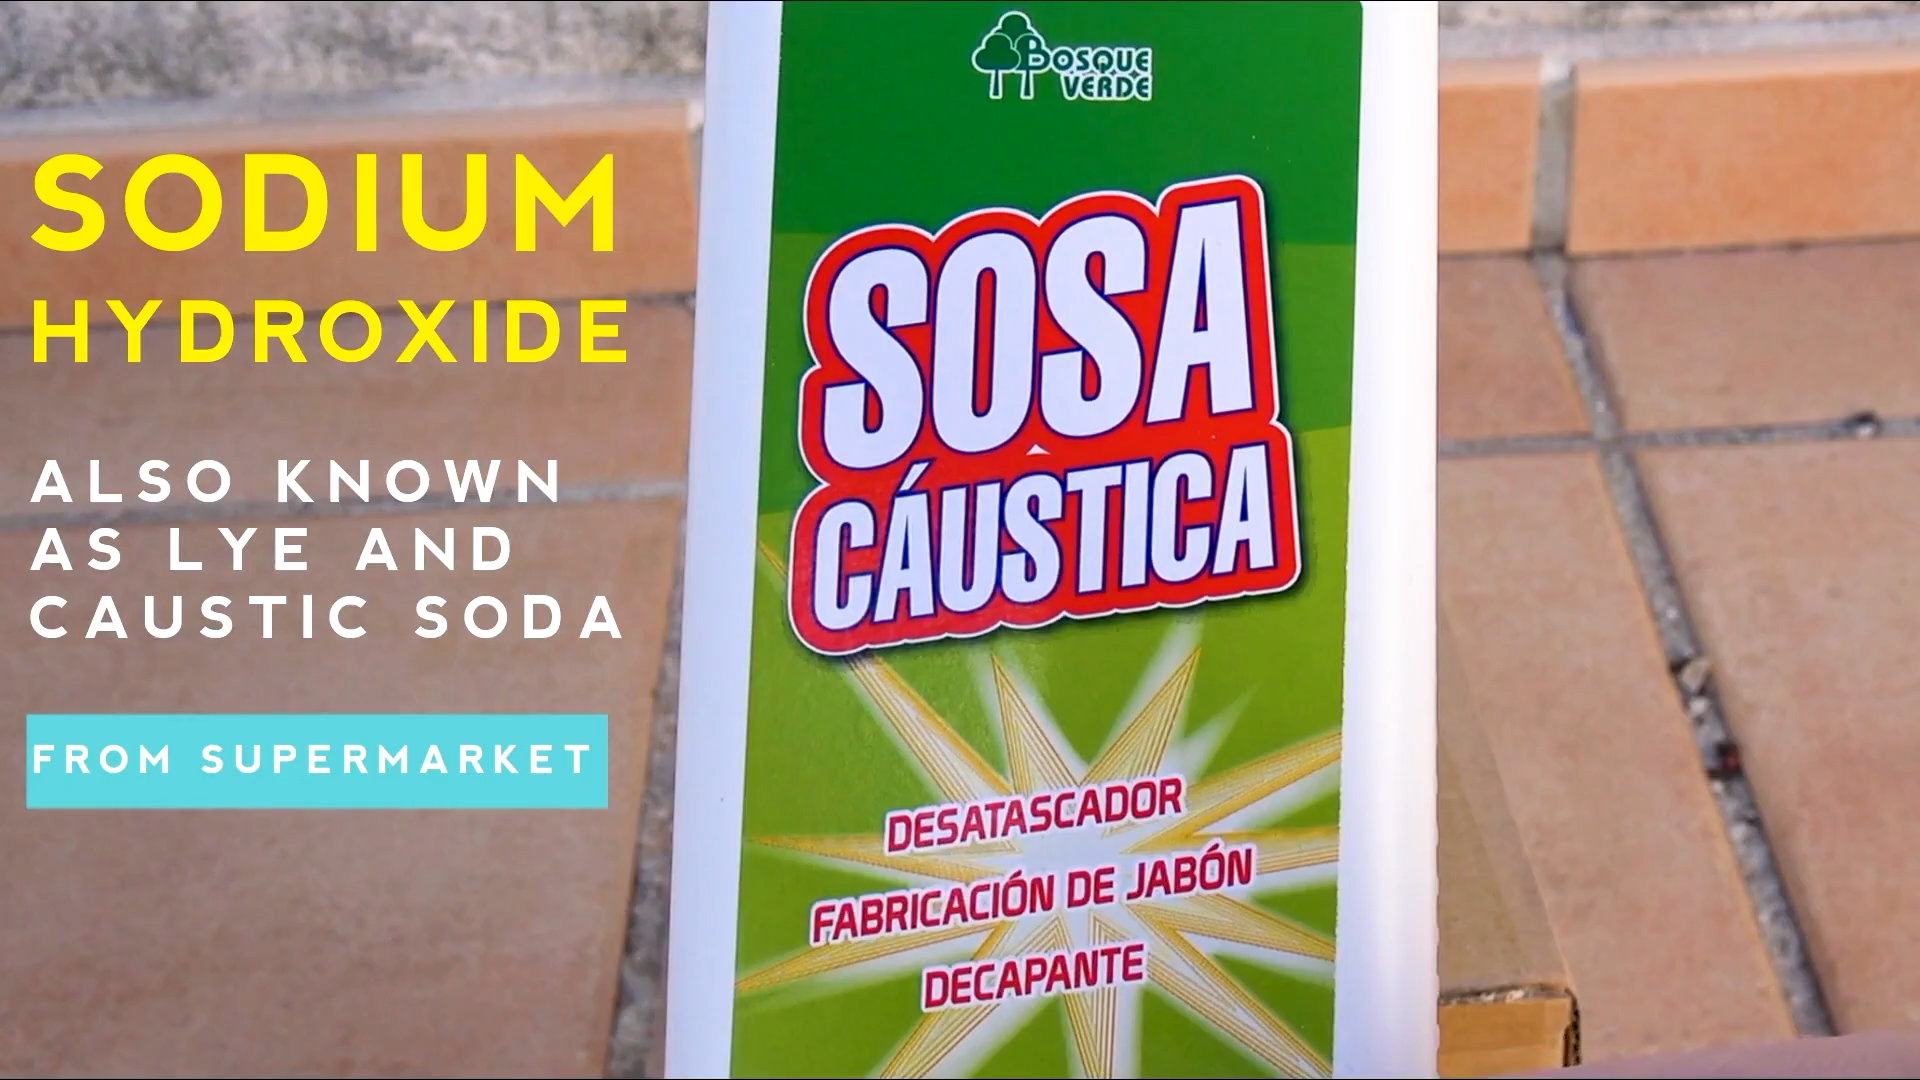 SODIUM
HYDROXIDE
ALSO KNOWN
AS LYE AND
CAUSTIC SODA
FROM SUPERMARKET
BOSQUE
VERDE
SOSA
CÁUSTICA
DESATASCADOR
FABRICACIÓN DE JABÓN
DECAPANTE